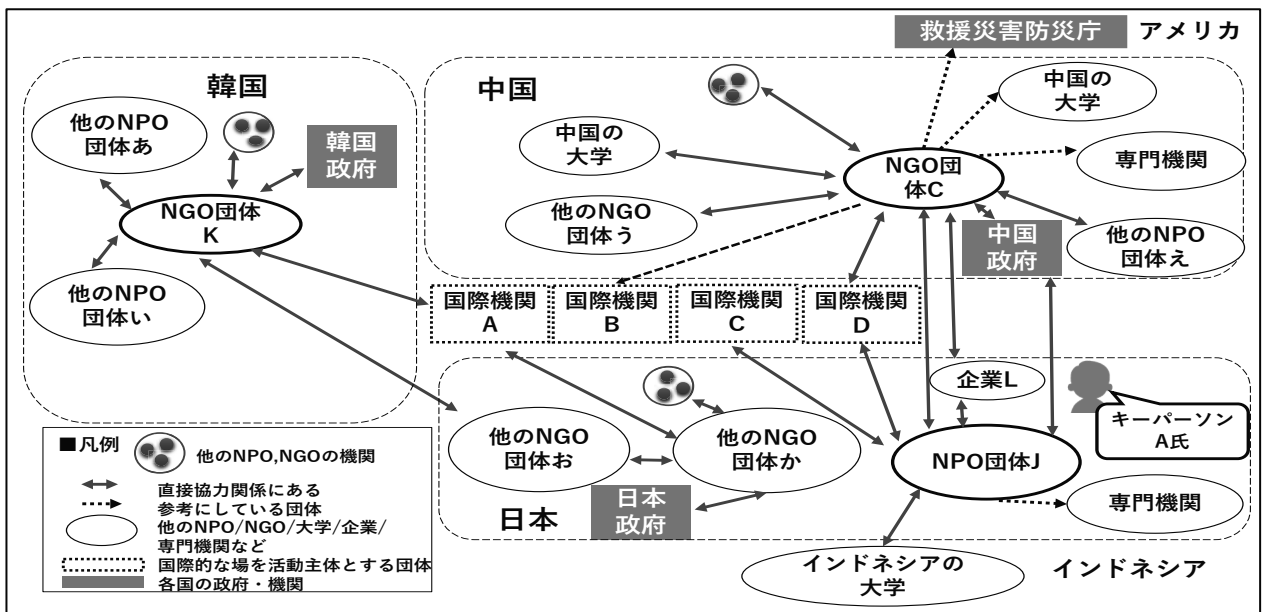 救援災害防災庁
アメリカ
韓国
他のNPO
団体あ
韓国
政府
NGO団体
K
他のNPO
団体い
中国
中国の
大学
中国の
大学
専門機関
NGO団
体C
他のNGO
団体う
中国
政府
他のNPO
団体え
国際機関
A
国際機関
B
国際機関
C
国際機関
D
企業L
キーパーソン
A氏
他のNGO
団体お
他のNGO
団体か
NPO団体J
日本
政府
日本
専門機関
インドネシアの
大学
インドネシア
■凡例
他のNPO,NGOの機関
直接協力関係にある
参考にしている団体
他のNPO/NGO/大学/企業/
専門機関など
国際的な場を活動主体とする団体
各国の政府・機関